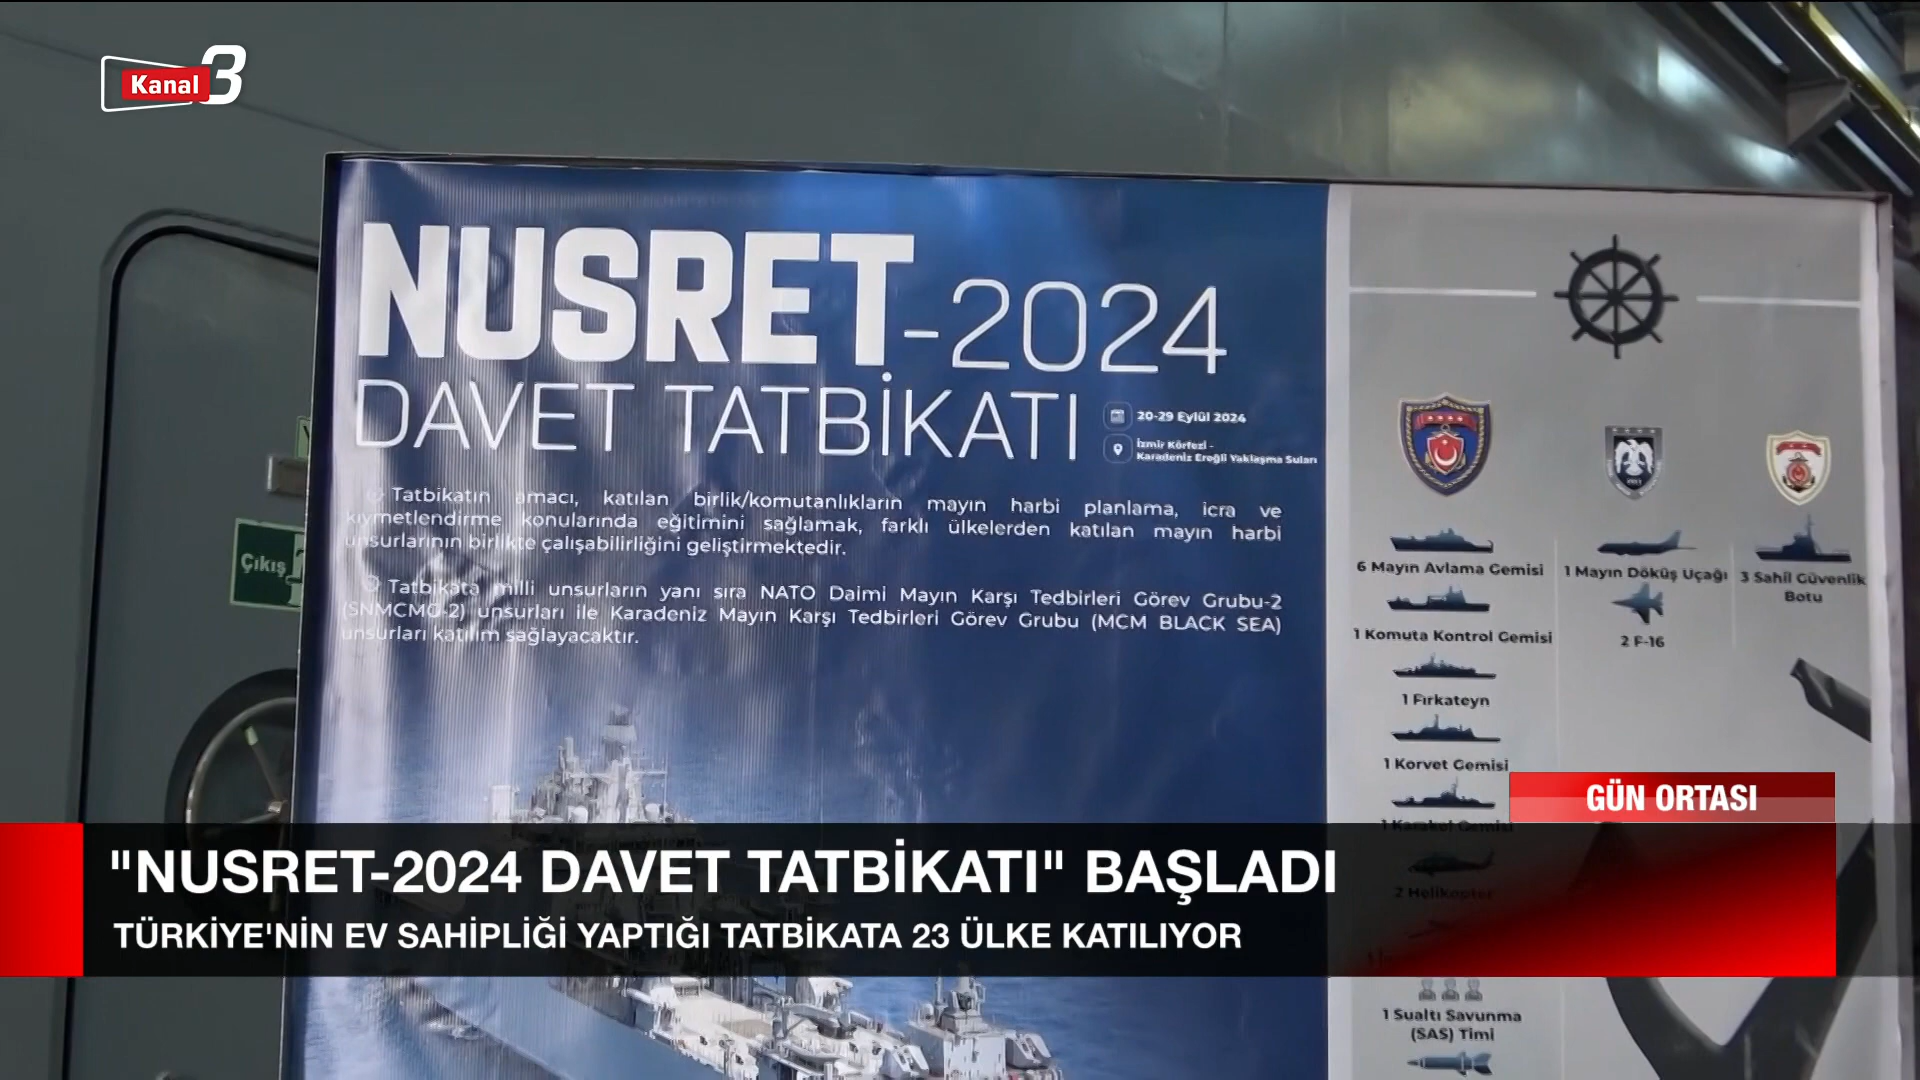 Kanal 3
NUSRET-2024
DAVET TATBİKATI
20-29 Eylül 2024
İzmir Körfezi -
Karadeniz Ereğli Yaklaşma Suları
Tatbikatın amacı, katılan birlik/komutanlıkların mayın harbi planlama, icra ve
kıymetlendirme konularında eğitimini sağlamak, farklı ülkelerden katılan mayın harbi
unsurlarının birlikte çalışabilirliğini geliştirmektedir.
Tatbikata milli unsurların yanı sıra NATO Daimi Mayın Karşı Tedbirleri Görev Grubu-2
(SNMCMG-2) unsurları ile Karadeniz Mayın Karşı Tedbirleri Görev Grubu (MCM BLACK SEA)
unsurları katılım sağlayacaktır.
Çıkış
6 Mayın Avlama Gemisi
1 Komuta Kontrol Gemisi
1 Fırkateyn
1 Korvet Gemisi
1 Karakol Gemisi
2 Helikopter
1 Sualtı Savunma
(SAS) Timi
1 Mayın Döküş Uçağı
2 F-16
3 Sahil Güvenlik
Botu
GÜN ORTASI
"NUSRET-2024 DAVET TATBİKATI" BAŞLADI
TÜRKİYE'NİN EV SAHİPLİĞİ YAPTIĞI TATBİKATA 23 ÜLKE KATILIYOR